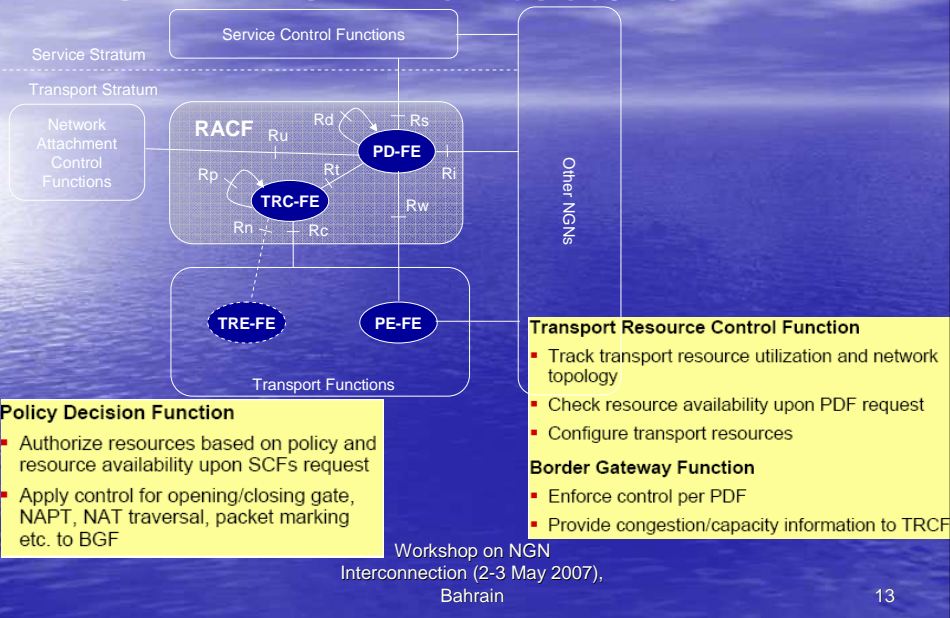 Service Control Functions
Service Stratum
Transport Stratum
Network
Attachment
Control
Functions
RACF
Ru
Rd
Rs
PD-FE
Ri
Rt
Rp
TRC-FE
Rw
Rn
Rc
Other NGNs
TRE-FE
PE-FE
Transport Functions
Transport Resource Control Function
Track transport resource utilization and network
topology
Check resource availability upon PDF request
Configure transport resources
Border Gateway Function
Enforce control per PDF
Provide congestion/capacity information to TRCF
Policy Decision Function
Authorize resources based on policy and
resource availability upon SCFs request
Apply control for opening/closing gate,
NAPT, NAT traversal, packet marking
etc. to BGF
Workshop on NGN
Interconnection (2-3 May 2007),
Bahrain
13